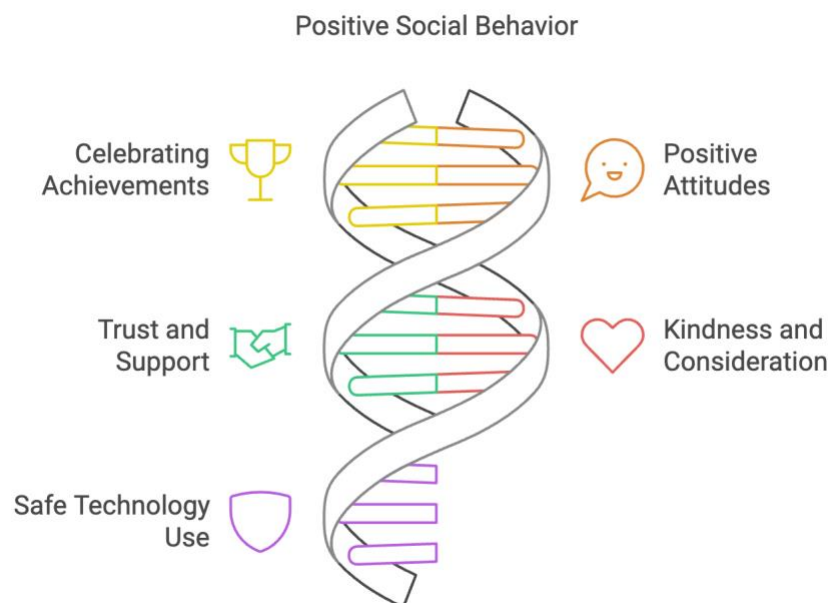 Positive Social Behavior
Celebrating
Achievements
Positive
Attitudes
Trust and
Support
Kindness and
Consideration
Safe Technology
Use